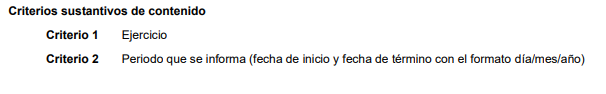 Criterios sustantivos de contenido
Criterio 1 Ejercicio
Criterio 2 Periodo que se informa (fecha de inicio y fecha de término con el formato día/mes/año)